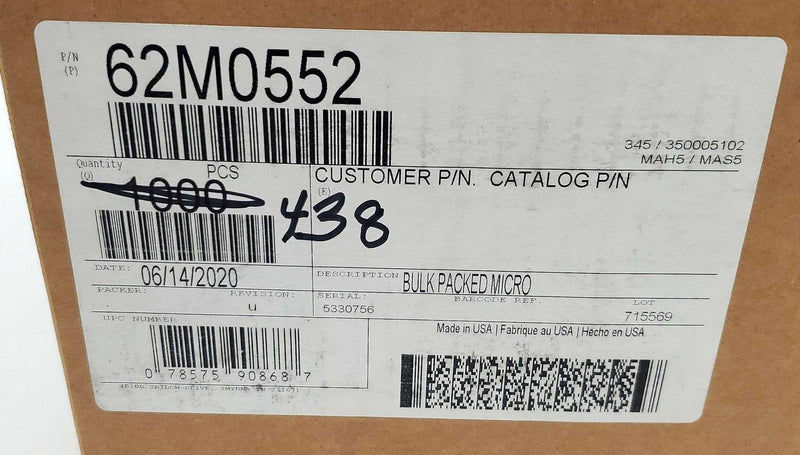 P/N
(P)
62M0552
345 / 350005102
MAH5 / MAS5
Quantity
(Q)
PCS
1000
438
CUSTOMER P/N. CATALOG P/N
(E)
DATE: 06/14/2020
DESCRIPTION BULK PACKED MICRO
PACKER:
REVISION:
u
SERIAL:
5330756
BARCODE REF.
LOT
715569
UPC NUMBER
Made in USA | Fabrique au USA | Hecho en USA
0 78575 90868 7